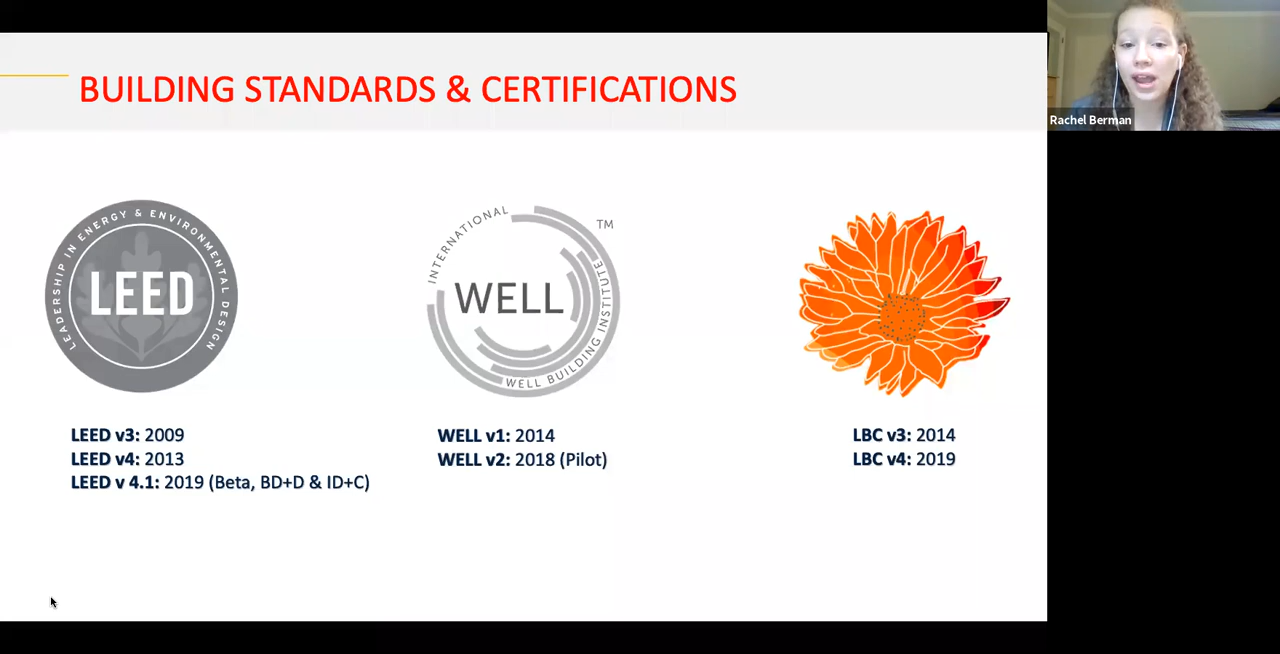 BUILDING STANDARDS & CERTIFICATIONS
Rachel Berman
LEADERSHIP IN ENERGY & ENVIRONMENTAL DESIGN
LEED
INTERNATIONAL
WELL BUILDING INSTITUTE
TM
WELL
LEED v3: 2009
LEED v4: 2013
LEED v 4.1: 2019 (Beta, BD+D & ID+C)
WELL v1: 2014
WELL v2: 2018 (Pilot)
LBC v3: 2014
LBC v4: 2019